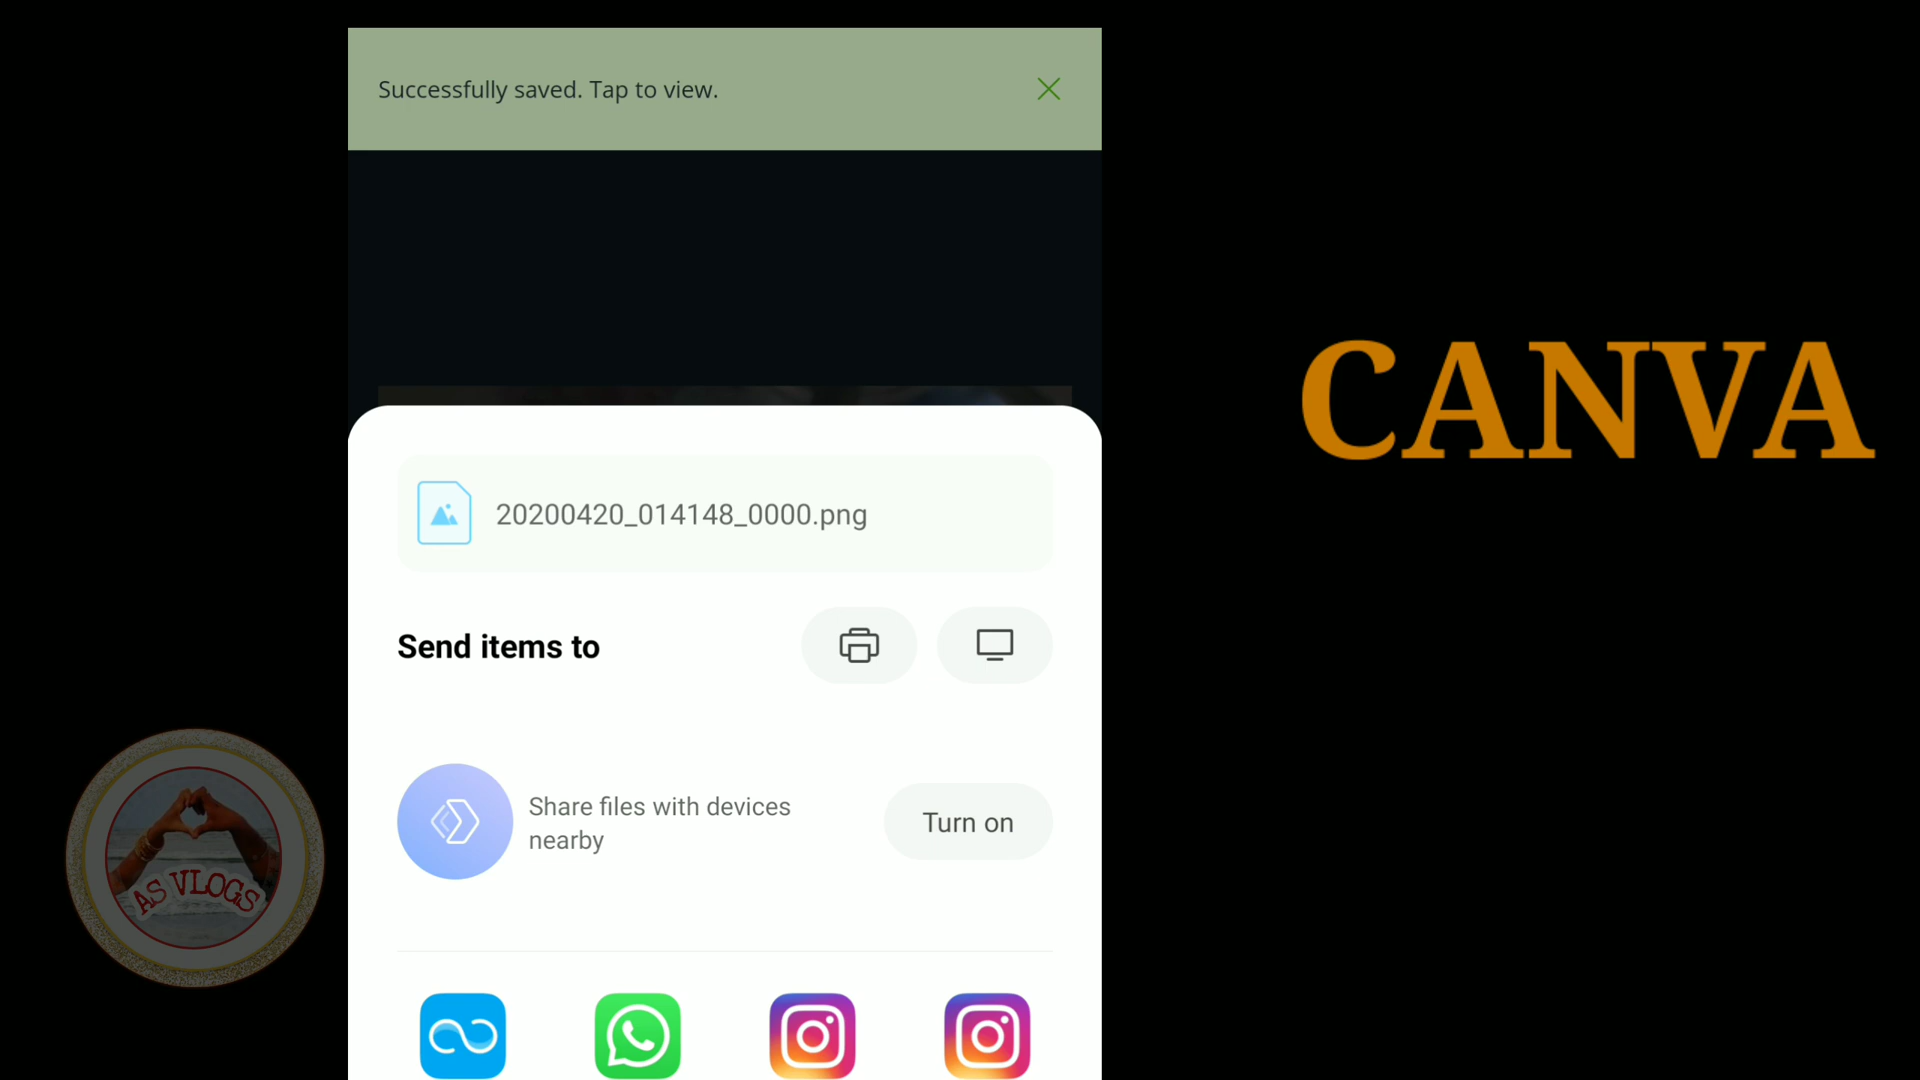 Successfully saved. Tap to view.
CANVA
20200420_014148_0000.png
Send items to
Share files with devices
nearby
Turn on
AS VLOGS